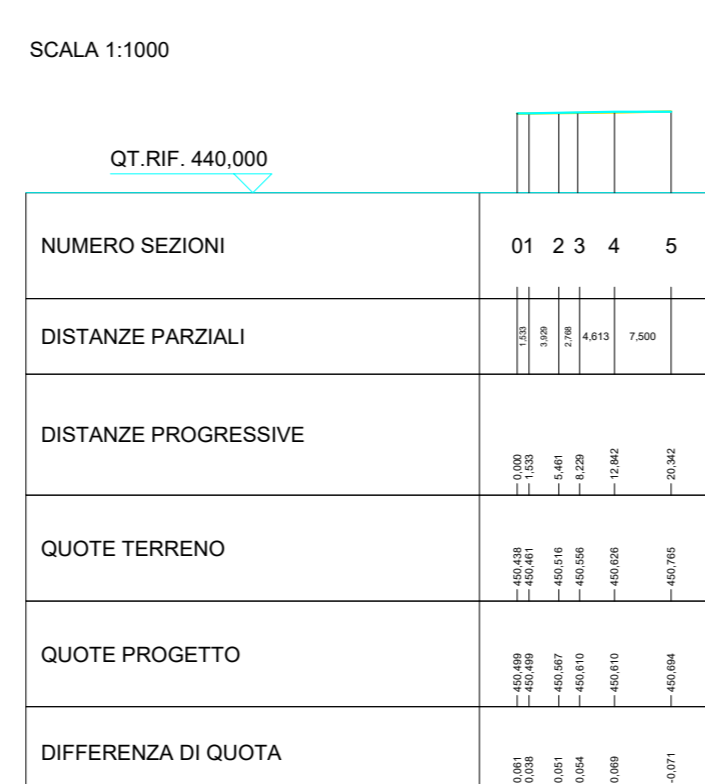 SCALA 1:1000
QT.RIF. 440,000
NUMERO SEZIONI 0 1 2 3 4 5
DISTANZE PARZIALI 1,533 3,929 2,768 4,613 7,500
DISTANZE PROGRESSIVE 0,000 1,533 5,461 8,229 12,842 20,342
QUOTE TERRENO 450,438 450,461 450,516 450,556 450,626 450,765
QUOTE PROGETTO 450,499 450,499 450,567 450,610 450,610 450,694
DIFFERENZA DI QUOTA 0,061 0,038 0,051 0,054 0,069 -0,071